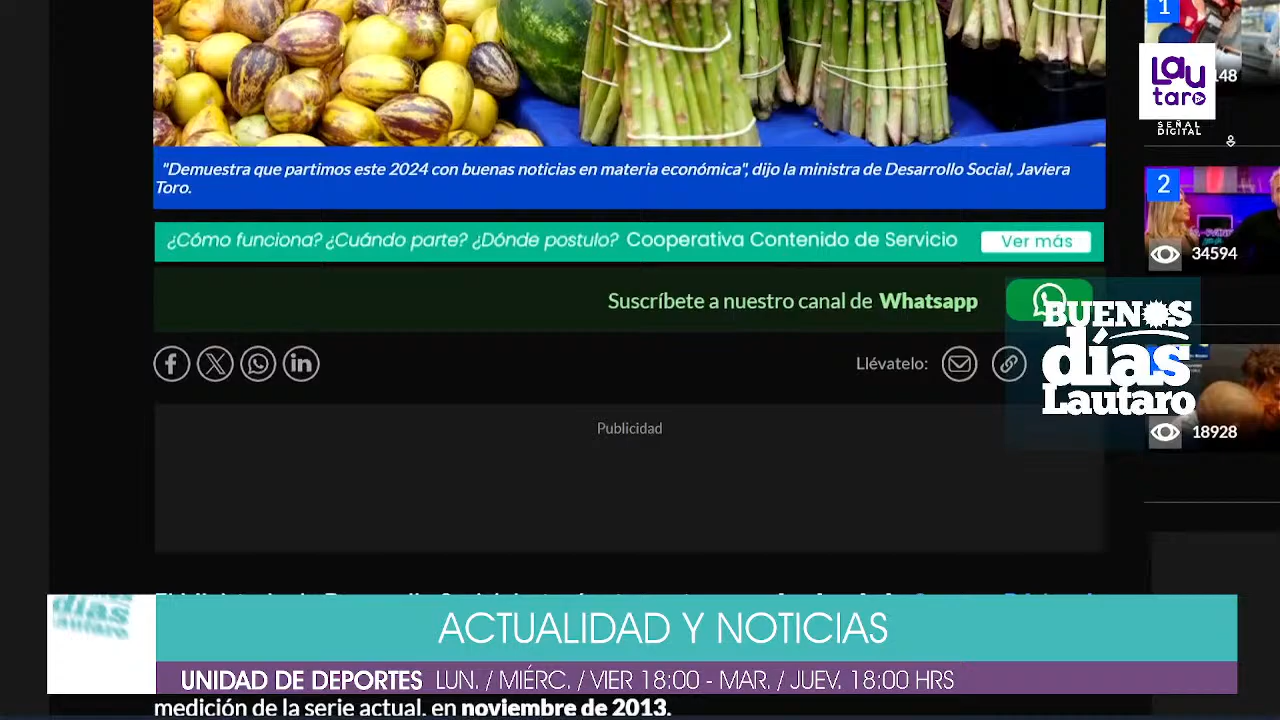 1
148
Lau
taro
SEÑAL
DIGITAL
"Demuestra que partimos este 2024 con buenas noticias en materia económica", dijo la ministra de Desarrollo Social, Javiera
Toro.
2
34594
¿Cómo funciona? ¿Cuándo parte? ¿Dónde postulo? Cooperativa Contenido de Servicio
Ver más
Suscríbete a nuestro canal de Whatsapp
BUENOS
días
Lautaro
Llévatelo:
18928
Publicidad
días
Lautaro
ACTUALIDAD Y NOTICIAS
UNIDAD DE DEPORTES LUN. / MIÉRC. / VIER 18:00 - MAR. / JUEV. 18:00 HRS
medición de la serie actual, en noviembre de 2013.